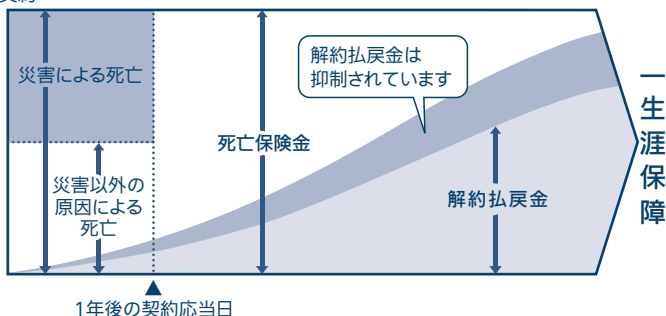 災害による死亡
災害以外の
原因による
死亡
死亡保険金
解約払戻金は
抑制されています
解約払戻金
一生涯保障
1年後の契約応当日